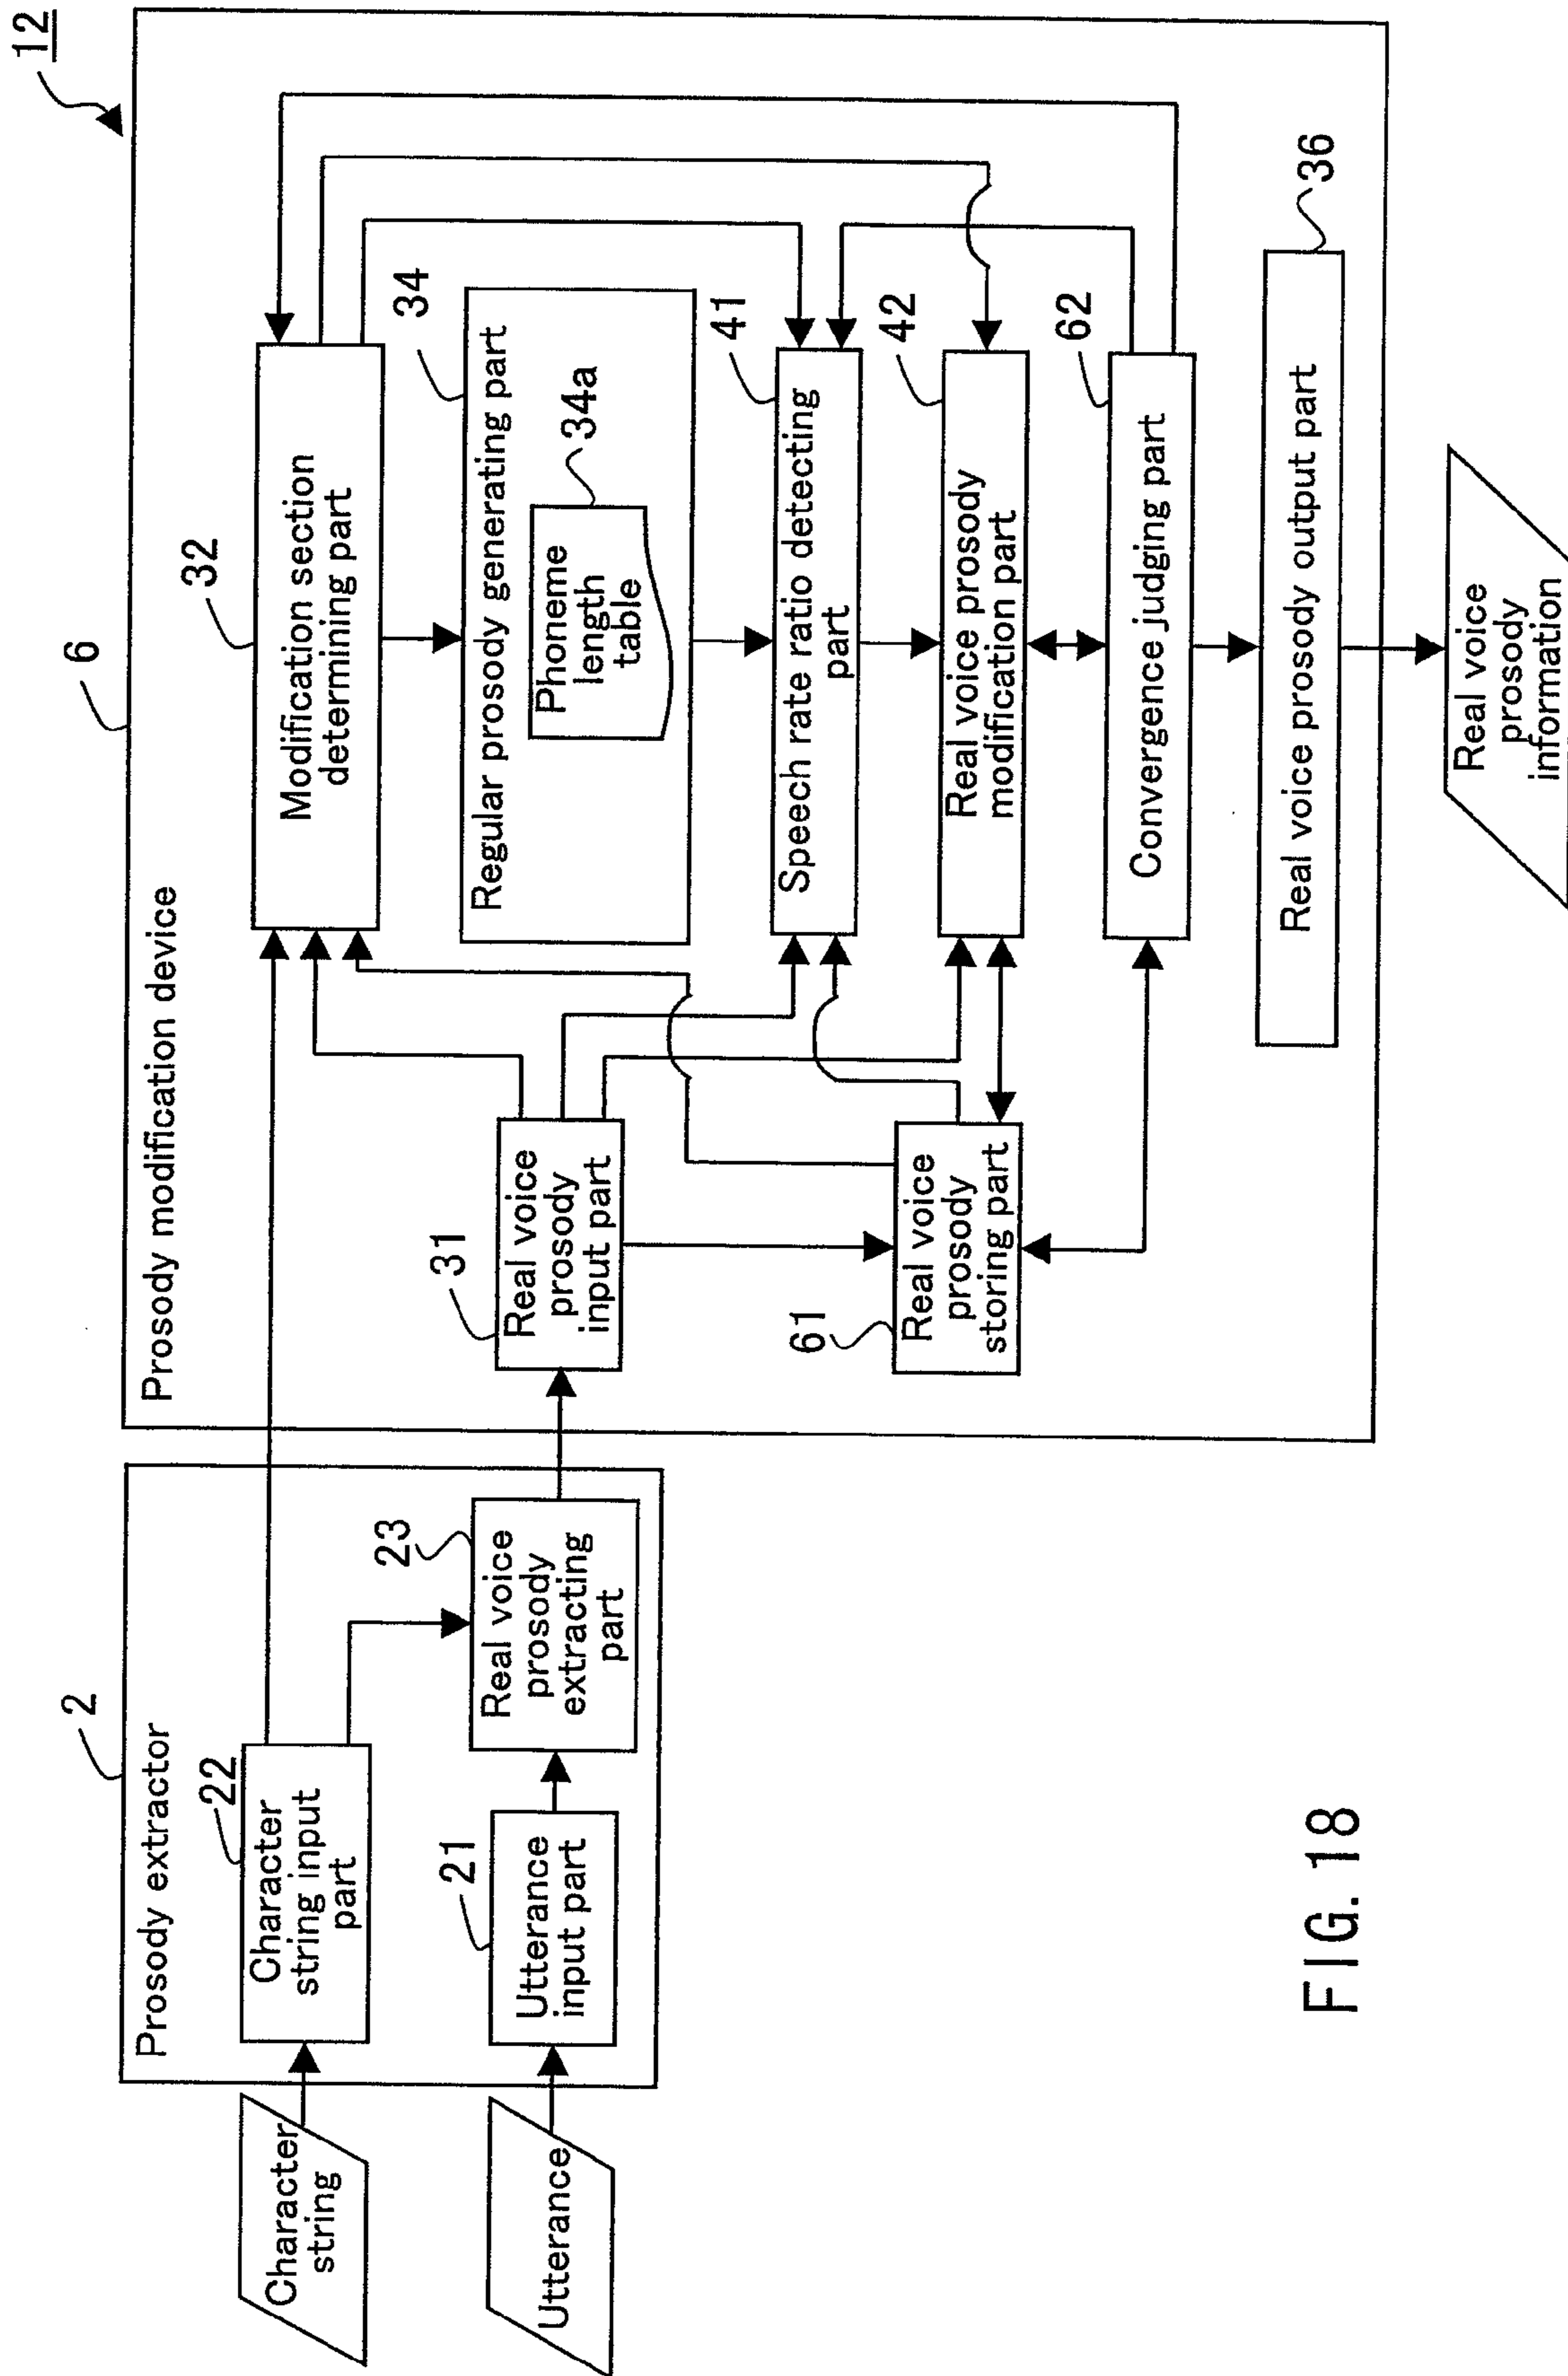 12
6
Prosody modification device
32
Modification section
determining part
34
Regular prosody generating part
34a
Phoneme
length
table
41
Speech rate ratio detecting
part
42
Real voice prosody
modification part
62
Convergence judging part
36
Real voice prosody output part
Real voice
prosody
information
31
Real voice
prosody
input part
61
Real voice
prosody
storing part
2
Prosody extractor
22
Character
string input
part
23
Real voice
prosody
extracting
part
21
Utterance
input part
Character
string
Utterance
FIG. 18